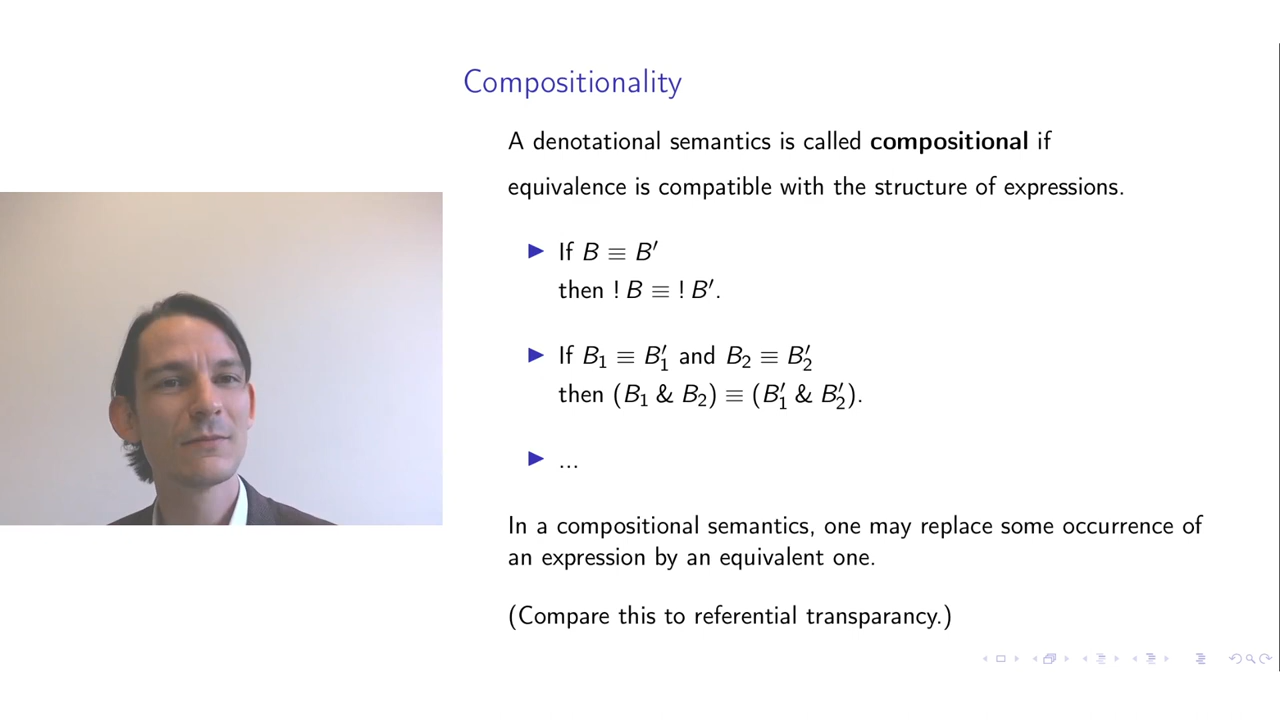 Compositionality
A denotational semantics is called compositional if
equivalence is compatible with the structure of expressions.
▶ If B ≡ B′
then ! B ≡ ! B′.
▶ If B₁ ≡ B′₁ and B₂ ≡ B′₂
then (B₁ & B₂) ≡ (B′₁ & B′₂).
▶ ...
In a compositional semantics, one may replace some occurrence of
an expression by an equivalent one.
(Compare this to referential transparancy.)